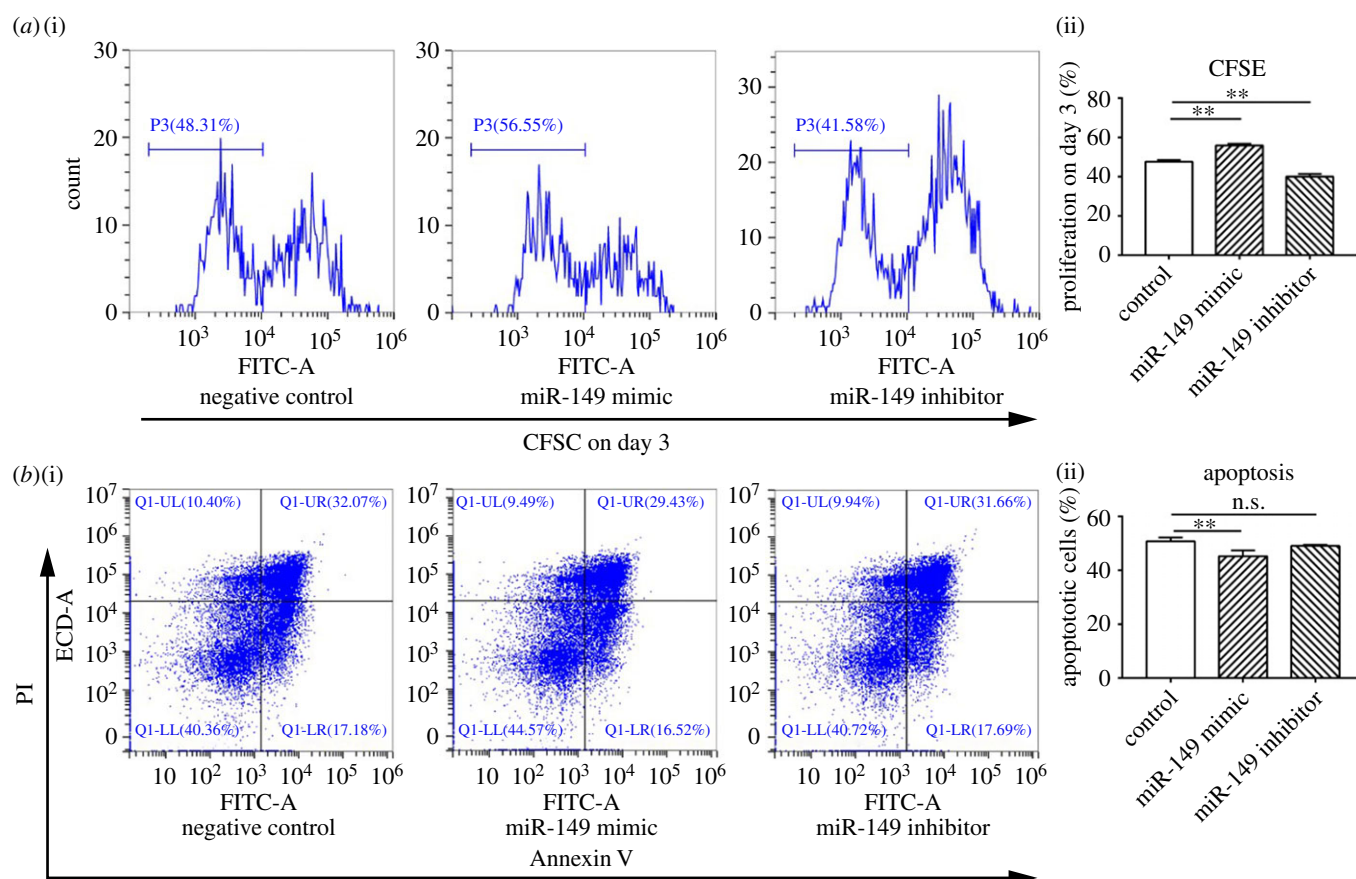 (a)(i)
30
20
10
0
count
P3(48.31%)
10³ 10⁴ 10⁵ 10⁶
FITC-A
negative control
30
20
10
0
P3(56.55%)
10³ 10⁴ 10⁵ 10⁶
FITC-A
miR-149 mimic
30
20
10
0
P3(41.58%)
10³ 10⁴ 10⁵ 10⁶
FITC-A
miR-149 inhibitor
CFSC on day 3
(ii)
CFSE
**
**
proliferation on day 3 (%)
80
60
40
20
0
control
miR-149 mimic
miR-149 inhibitor
(b)(i)
PI
ECD-A
10⁷
10⁶
10⁵
10⁴
10³
10²
0
Q1-UL(10.40%) Q1-UR(32.07%)
Q1-LL(40.36%) Q1-LR(17.18%)
10 10² 10³ 10⁴ 10⁵ 10⁶
FITC-A
negative control
10⁷
10⁶
10⁵
10⁴
10³
10²
0
Q1-UL(9.49%) Q1-UR(29.43%)
Q1-LL(44.57%) Q1-LR(16.52%)
10 10² 10³ 10⁴ 10⁵ 10⁶
FITC-A
miR-149 mimic
10⁷
10⁶
10⁵
10⁴
10³
10²
0
Q1-UL(9.94%) Q1-UR(31.66%)
Q1-LL(40.72%) Q1-LR(17.69%)
10 10² 10³ 10⁴ 10⁵ 10⁶
FITC-A
miR-149 inhibitor
Annexin V
(ii)
apoptosis
n.s.
**
apoptototic cells (%)
60
40
20
0
control
miR-149 mimic
miR-149 inhibitor